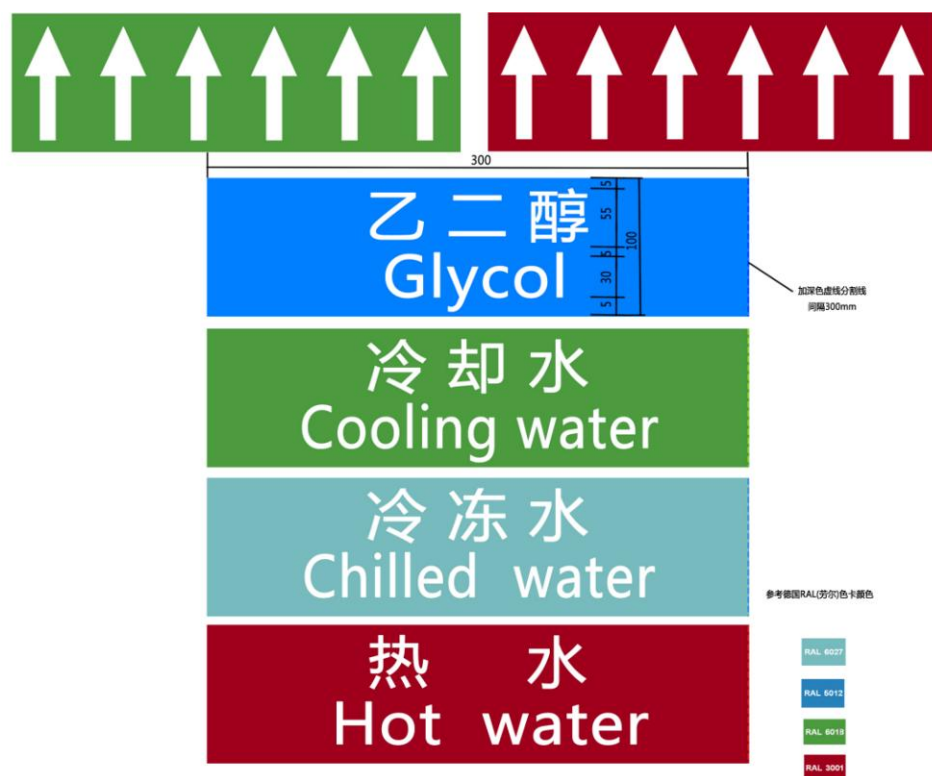 300
乙二醇
Glycol
5
55
5
30
5
100
加深色虚线分割线
间隔300mm
冷却水
Cooling water
冷冻水
Chilled water
参考德国RAL(劳尔)色卡颜色
热 水
Hot water
RAL 6027
RAL 5012
RAL 6018
RAL 3001